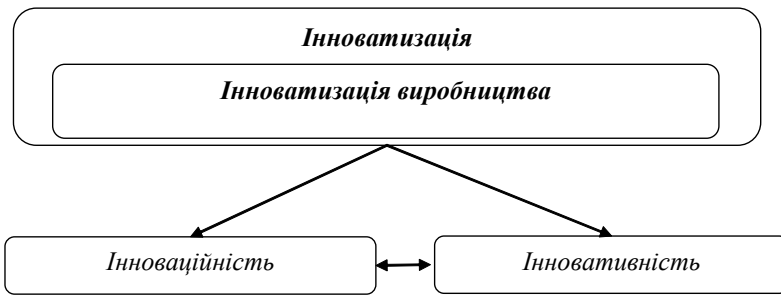 Інноватизація
Інноватизація виробництва
Інноваційність
Інновативність